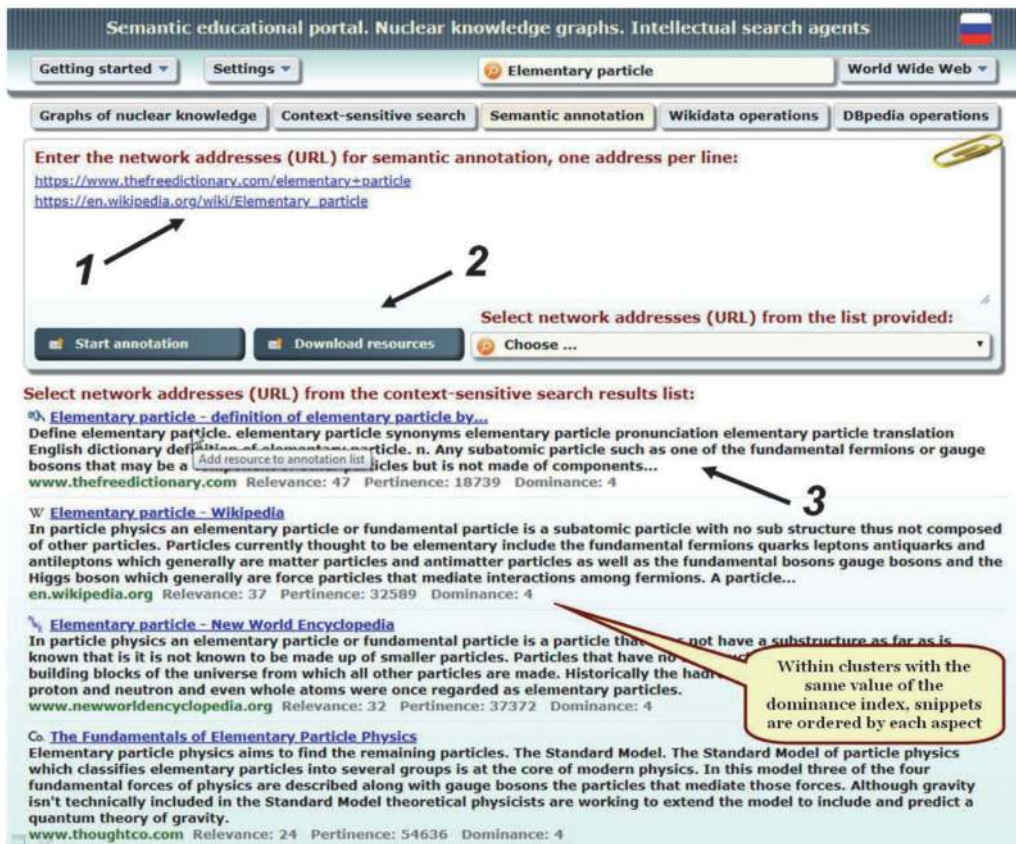 Semantic educational portal. Nuclear knowledge graphs. Intellectual search agents
Getting started Settings Elementary particle World Wide Web
Graphs of nuclear knowledge Context-sensitive search Semantic annotation Wikidata operations DBpedia operations
Enter the network addresses (URL) for semantic annotation, one address per line:
https://www.thefreedictionary.com/elementary+particle
https://en.wikipedia.org/wiki/Elementary_particle
1
2
Select network addresses (URL) from the list provided:
Start annotation Download resources Choose ...
Select network addresses (URL) from the context-sensitive search results list:
Elementary particle - definition of elementary particle by...
Define elementary particle. elementary particle synonyms elementary particle pronunciation elementary particle translation
English dictionary definition of elementary particle. n. Any subatomic particle such as one of the fundamental fermions or gauge
Add resource to annotation list
bosons that may be a particles but is not made of components...
www.thefreedictionary.com Relevance: 47 Pertinence: 18739 Dominance: 4
3
W Elementary particle - Wikipedia
In particle physics an elementary particle or fundamental particle is a subatomic particle with no sub structure thus not composed
of other particles. Particles currently thought to be elementary include the fundamental fermions quarks leptons antiquarks and
antileptons which generally are matter particles and antimatter particles as well as the fundamental bosons gauge bosons and the
Higgs boson which generally are force particles that mediate interactions among fermions. A particle...
en.wikipedia.org Relevance: 37 Pertinence: 32589 Dominance: 4
Elementary particle - New World Encyclopedia
In particle physics an elementary particle or fundamental particle is a particle not have a substructure as far as is
known that is it is not known to be made up of smaller particles. Particles that have no
building blocks of the universe from which all other particles are made. Historically the
proton and neutron and even whole atoms were once regarded as elementary particles.
www.newworldencyclopedia.org Relevance: 32 Pertinence: 37372 Dominance: 4
Within clusters with the
same value of the
dominance index, snippets
are ordered by each aspect
Co. The Fundamentals of Elementary Particle Physics
Elementary particle physics aims to find the remaining particles. The Standard Model. The Standard Model of particle physics
which classifies elementary particles into several groups is at the core of modern physics. In this model three of the four
fundamental forces of physics are described along with gauge bosons the particles that mediate those forces. Although gravity
isn't technically included in the Standard Model theoretical physicists are working to extend the model to include and predict a
quantum theory of gravity.
www.thoughtco.com Relevance: 24 Pertinence: 54636 Dominance: 4